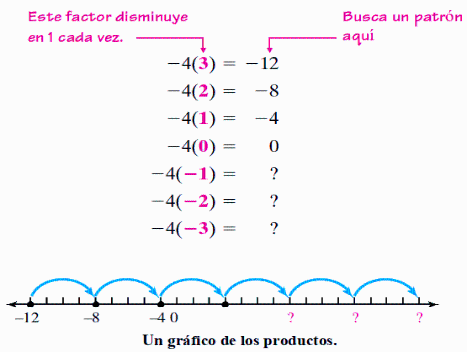 Este factor disminuye
en 1 cada vez.
Busca un patrón
aquí
−4(3) = −12
−4(2) = −8
−4(1) = −4
−4(0) = 0
−4(−1) = ?
−4(−2) = ?
−4(−3) = ?
−12 −8 −4 0 ? ? ?
Un gráfico de los productos.